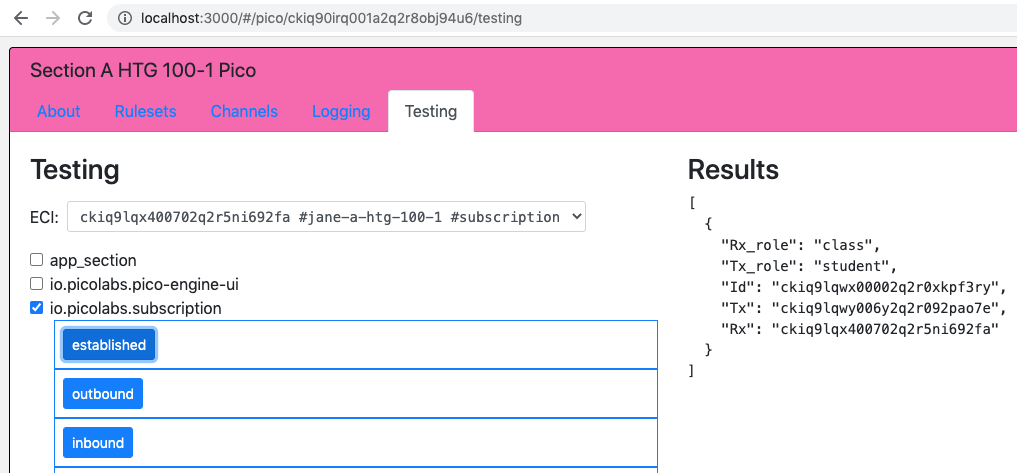 localhost:3000/#/pico/ckiq90irq001a2q2r8obj94u6/testing
Section A HTG 100-1 Pico
About Rulesets Channels Logging Testing
Testing
ECI: ckiq9lqx400702q2r5ni692fa #jane-a-htg-100-1 #subscription
app_section
io.picolabs.pico-engine-ui
io.picolabs.subscription
established
outbound
inbound
Results
[
{
"Rx_role": "class",
"Tx_role": "student",
"Id": "ckiq9lqwx00002q2r0xkpf3ry",
"Tx": "ckiq9lqwy006y2q2r092pao7e",
"Rx": "ckiq9lqx400702q2r5ni692fa"
}
]